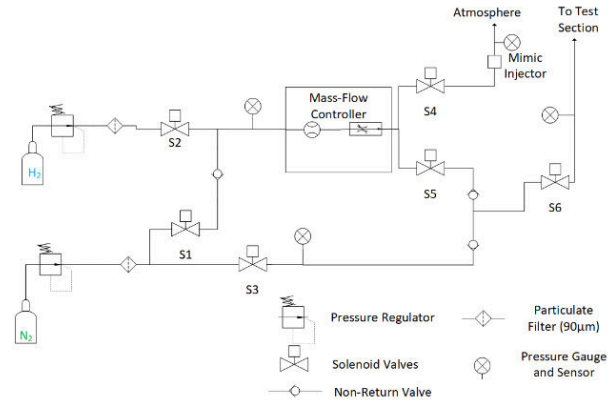 Atmosphere
To Test
Section
Mimic
Injector
Mass-Flow
Controller
S4
S2
H₂
S5
S6
S1
S3
N₂
Pressure Regulator
Particulate
Filter (90μm)
Solenoid Valves
Pressure Gauge
and Sensor
Non-Return Valve